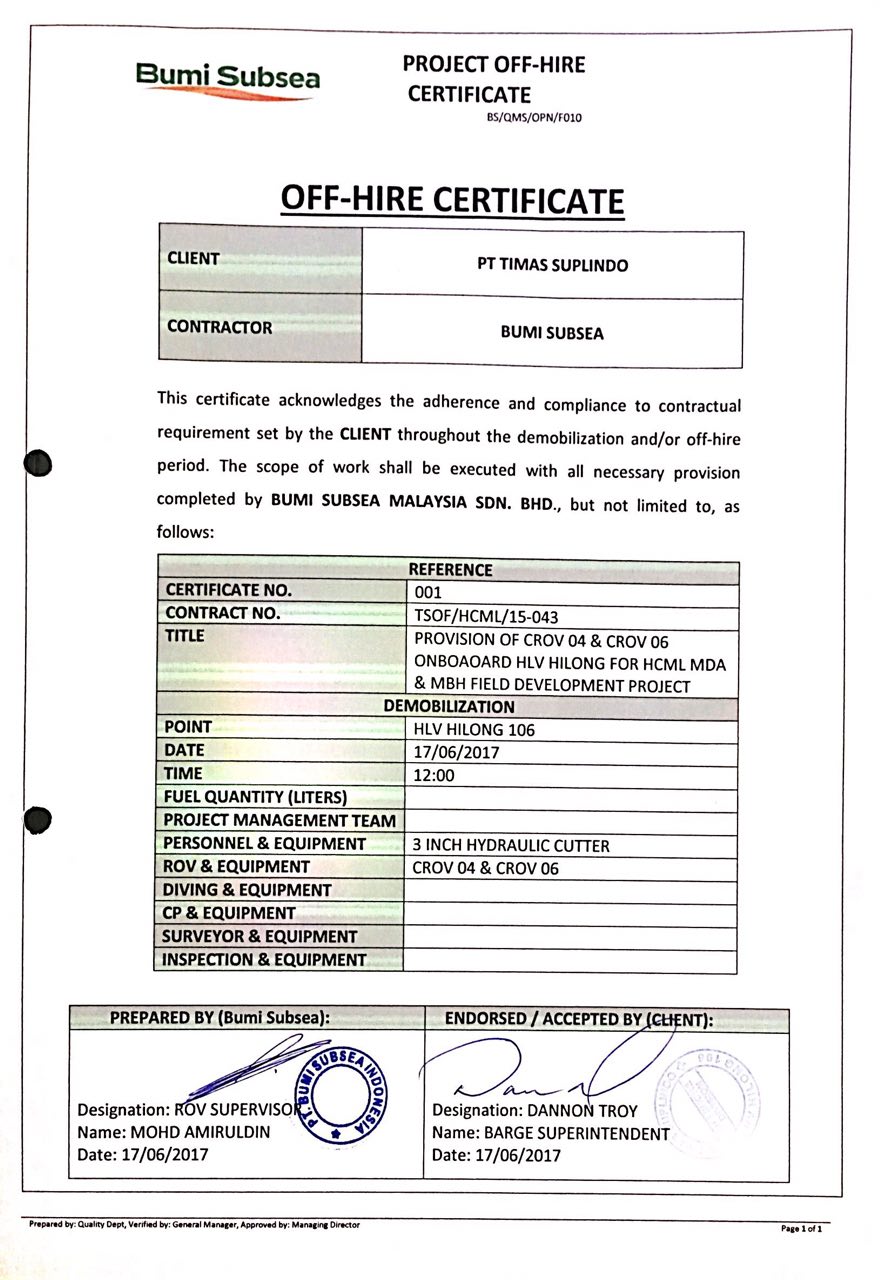 Bumi Subsea
PROJECT OFF-HIRE
CERTIFICATE
BS/QMS/OPN/F010
OFF-HIRE CERTIFICATE
CLIENT PT TIMAS SUPLINDO
CONTRACTOR BUMI SUBSEA
This certificate acknowledges the adherence and compliance to contractual
requirement set by the CLIENT throughout the demobilization and/or off-hire
period. The scope of work shall be executed with all necessary provision
completed by BUMI SUBSEA MALAYSIA SDN. BHD., but not limited to, as
follows:
REFERENCE
CERTIFICATE NO. 001
CONTRACT NO. TSOF/HCML/15-043
TITLE PROVISION OF CROV 04 & CROV 06
ONBOAOARD HLV HILONG FOR HCML MDA
& MBH FIELD DEVELOPMENT PROJECT
DEMOBILIZATION
POINT HLV HILONG 106
DATE 17/06/2017
TIME 12:00
FUEL QUANTITY (LITERS)
PROJECT MANAGEMENT TEAM
PERSONNEL & EQUIPMENT 3 INCH HYDRAULIC CUTTER
ROV & EQUIPMENT CROV 04 & CROV 06
DIVING & EQUIPMENT
CP & EQUIPMENT
SURVEYOR & EQUIPMENT
INSPECTION & EQUIPMENT
PREPARED BY (Bumi Subsea):
PT. BUMI SUBSEA INDONESIA
Designation: ROV SUPERVISOR
Name: MOHD AMIRULDIN
Date: 17/06/2017
ENDORSED / ACCEPTED BY (CLIENT):
Designation: DANNON TROY
Name: BARGE SUPERINTENDENT
Date: 17/06/2017
Prepared by: Quality Dept, Verified by: General Manager, Approved by: Managing Director
Page 1 of 1